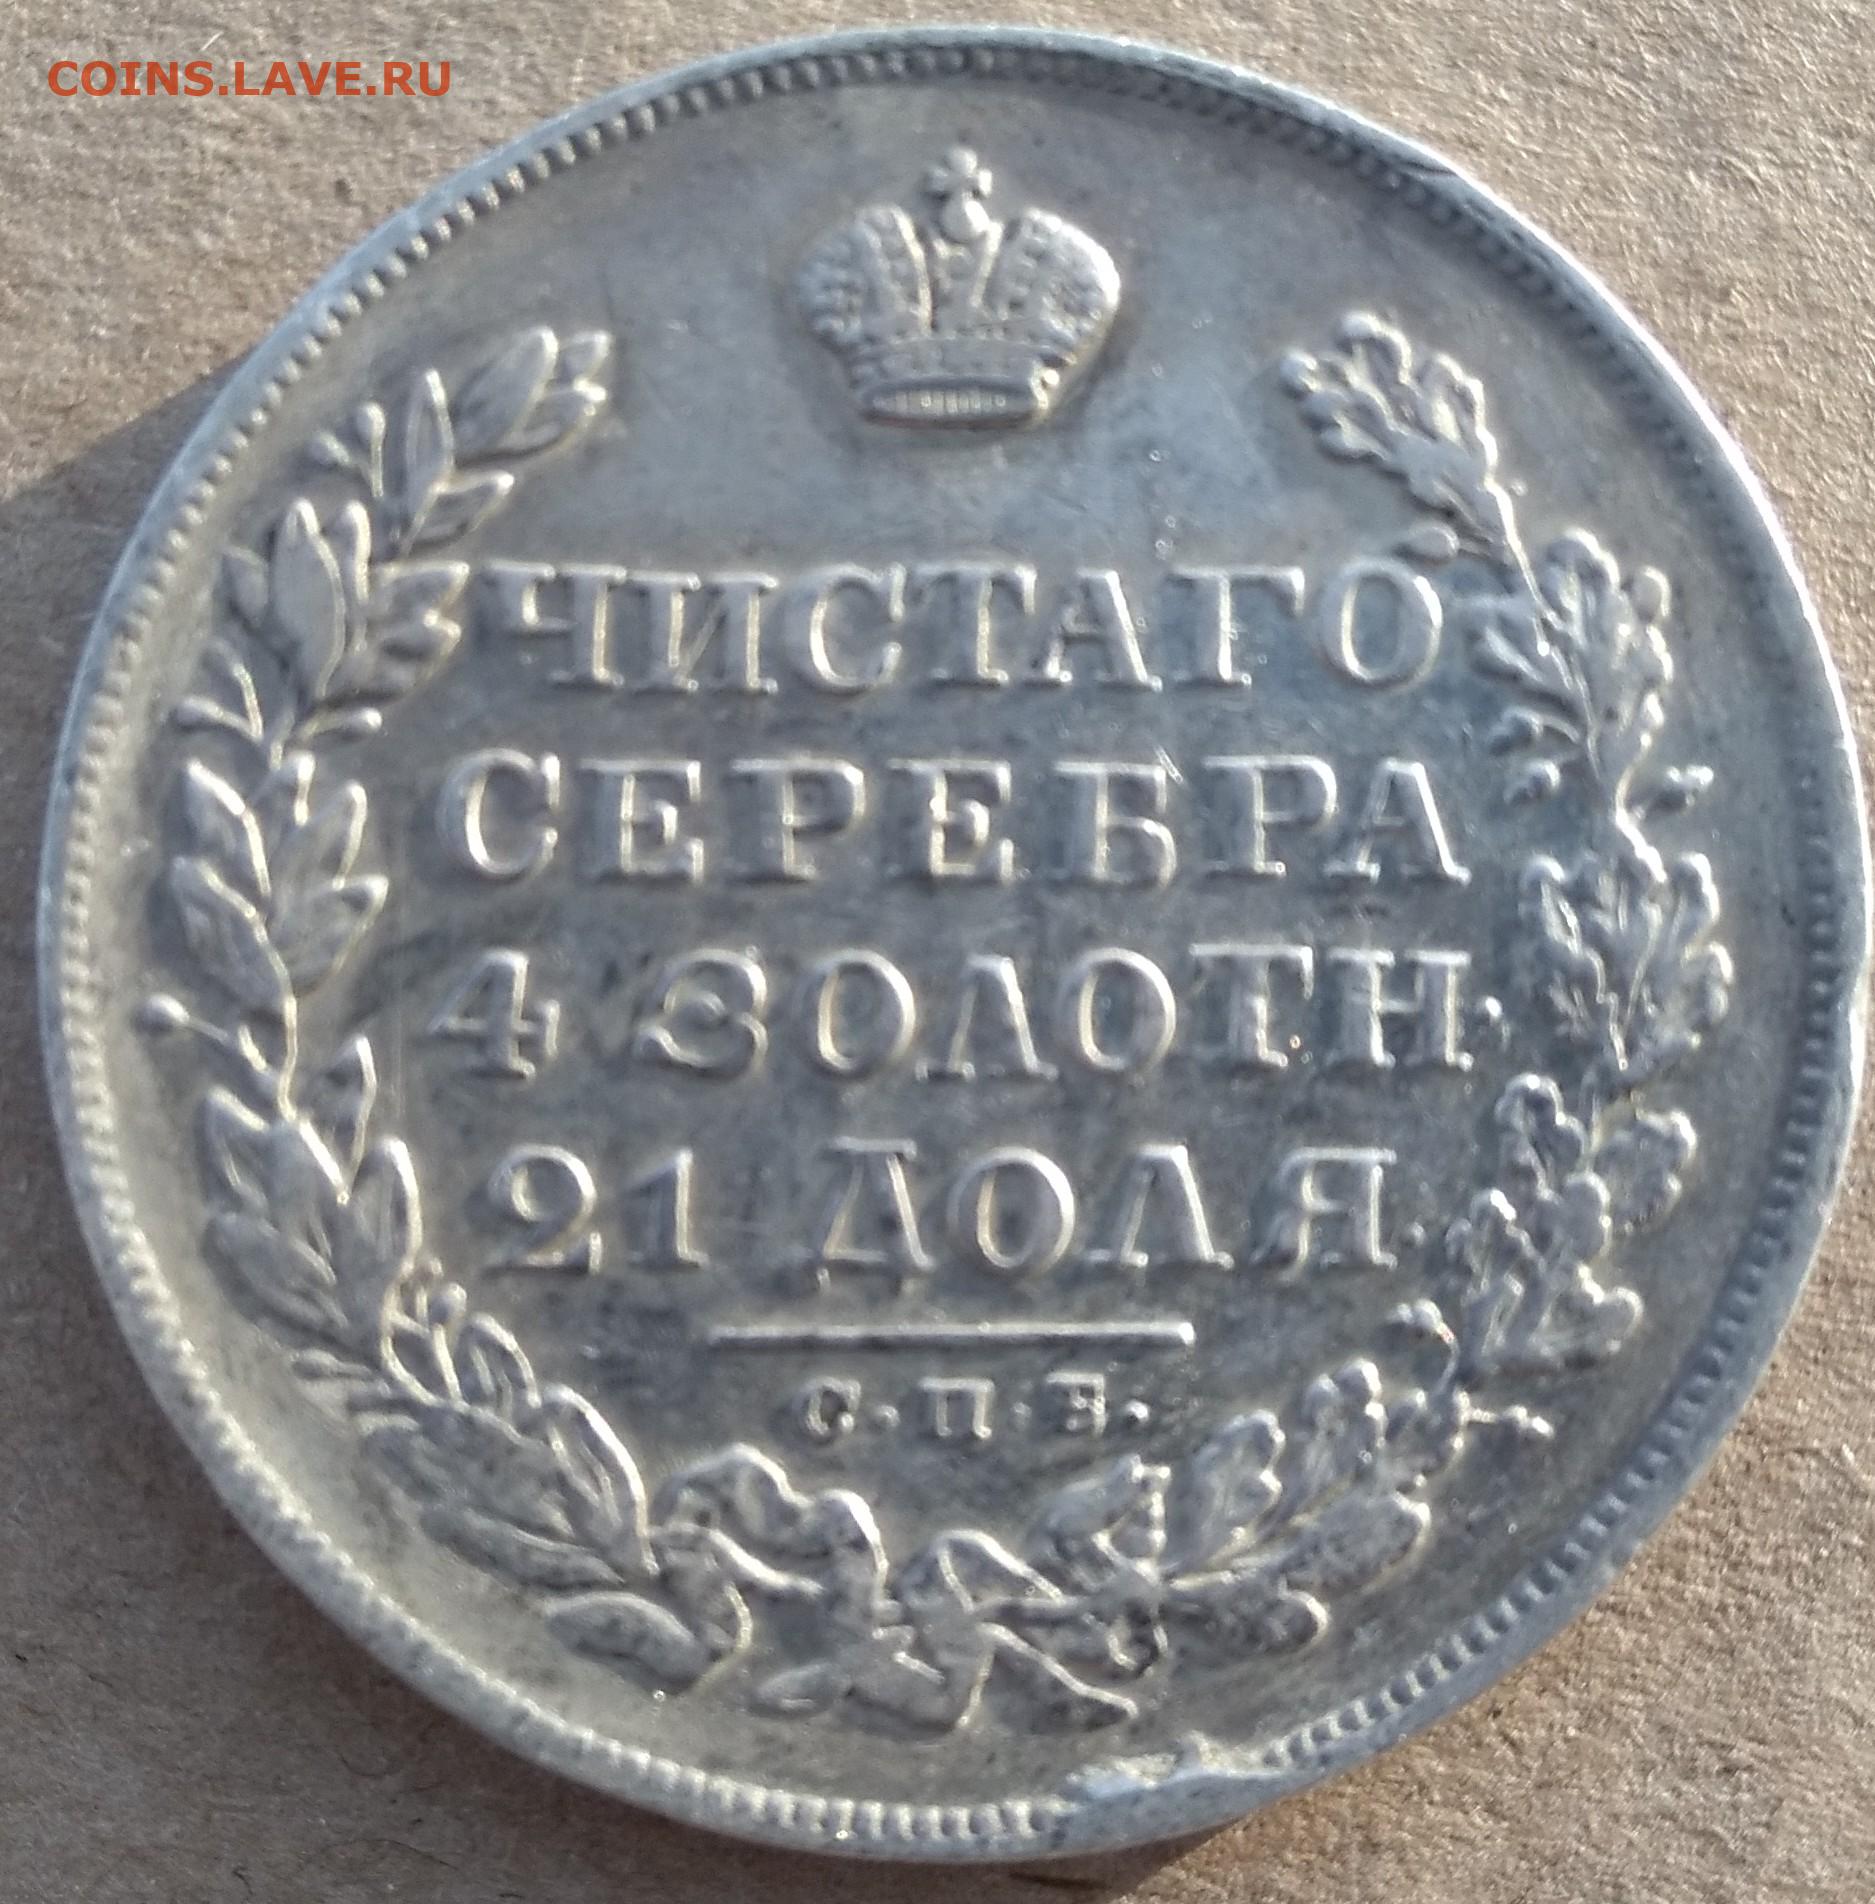 COINS.LAVE.RU
ЧИСТАГО
СЕРЕБРА
4 ЗОЛОТН.
21 ДОЛЯ.
С. П. Б.